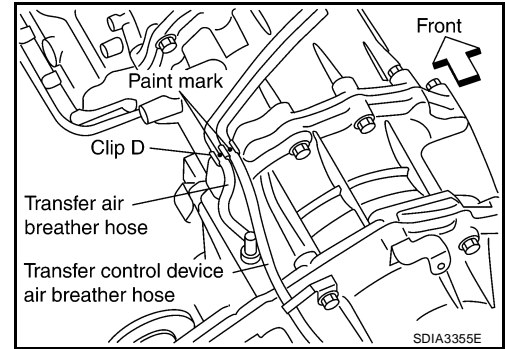 Front
Paint mark
Clip D
Transfer air
breather hose
Transfer control device
air breather hose
SDIA3355E